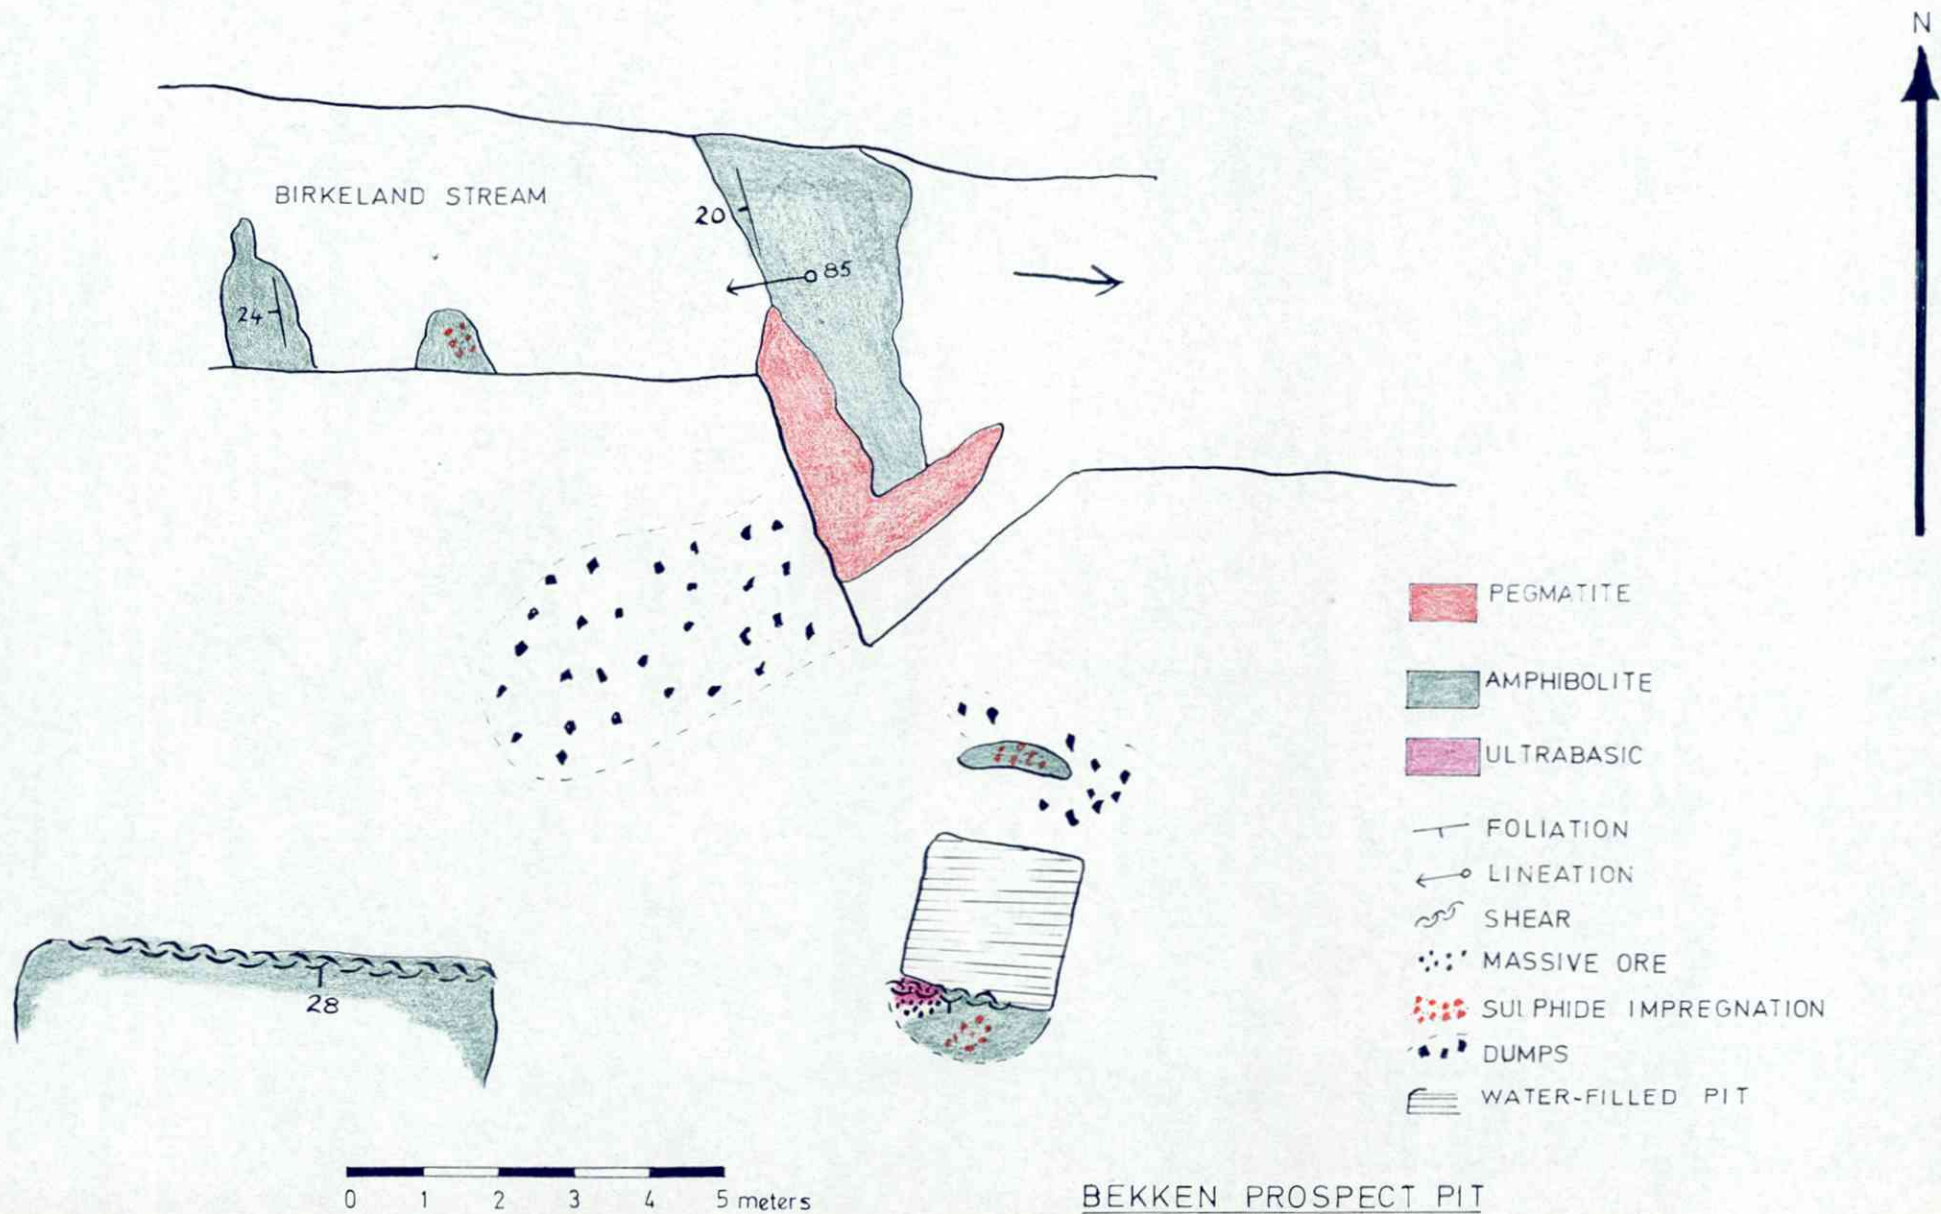 N
BIRKELAND STREAM
20
85
24
PEGMATITE
AMPHIBOLITE
ULTRABASIC
FOLIATION
LINEATION
SHEAR
MASSIVE ORE
SULPHIDE IMPREGNATION
DUMPS
WATER-FILLED PIT
28
0 1 2 3 4 5 meters
BEKKEN PROSPECT PIT